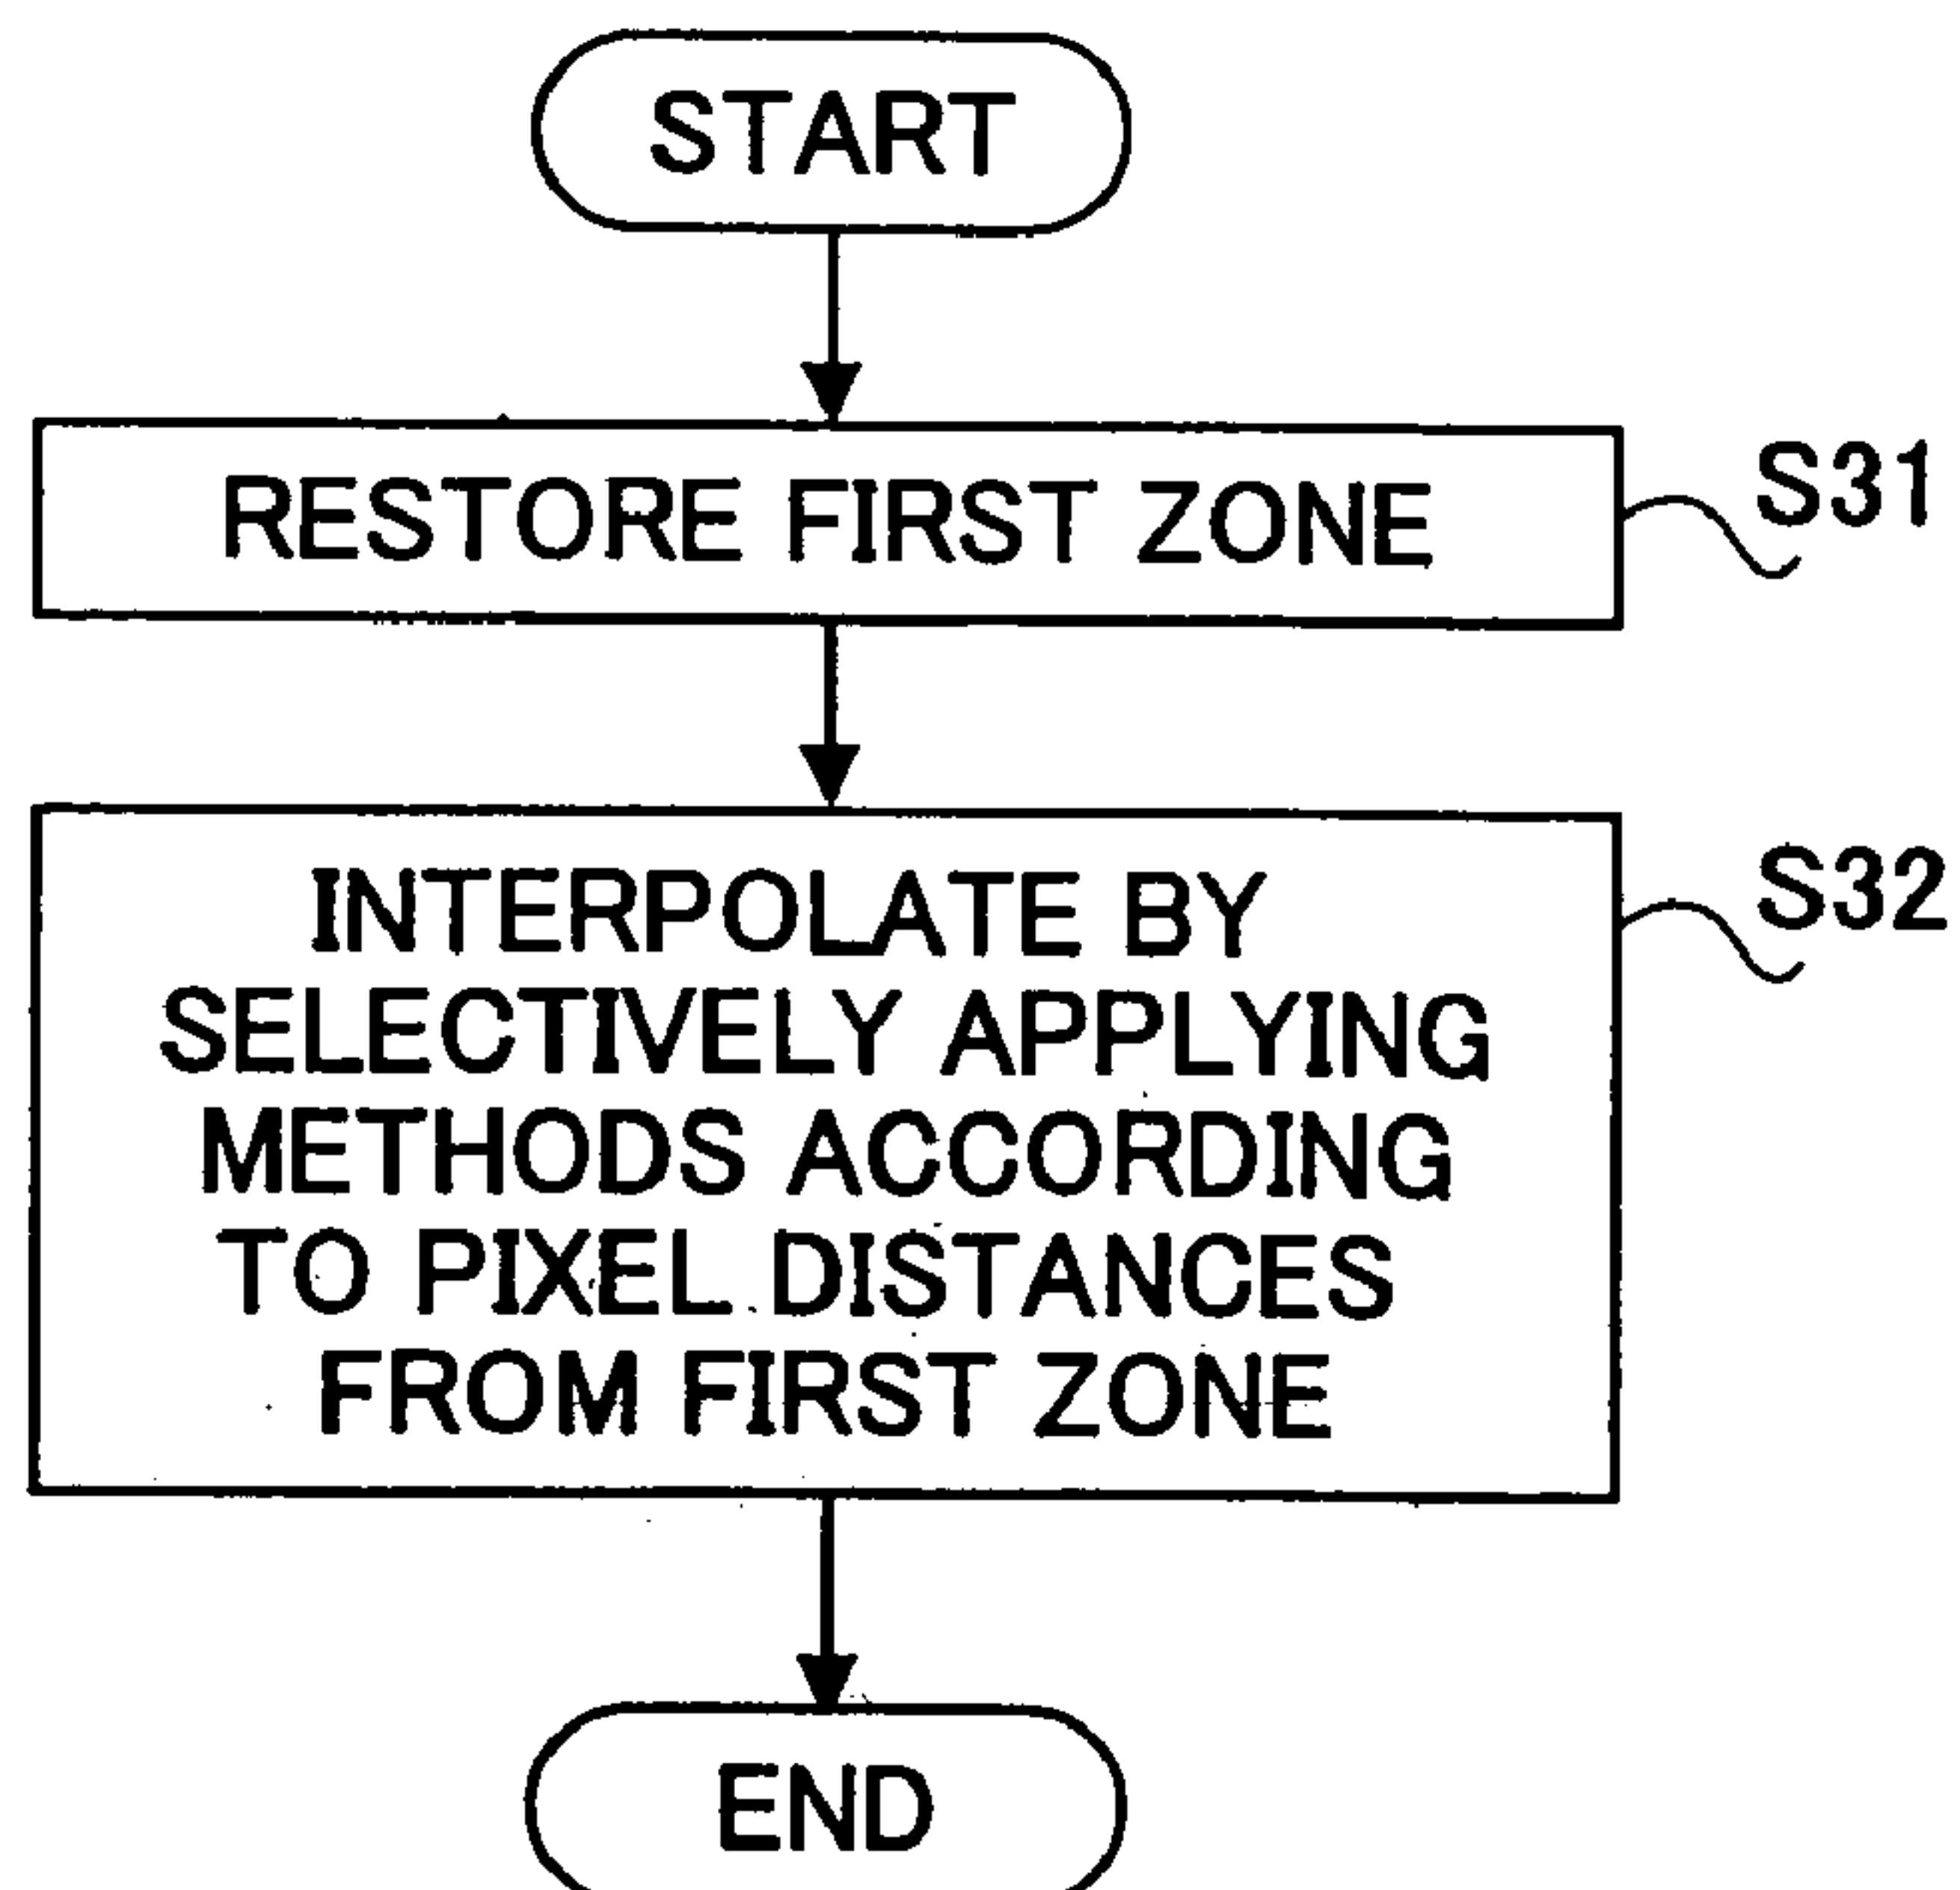 START
RESTORE FIRST ZONE
S31
INTERPOLATE BY
SELECTIVELY APPLYING
METHODS ACCORDING
TO PIXEL DISTANCES
FROM FIRST ZONE
S32
END